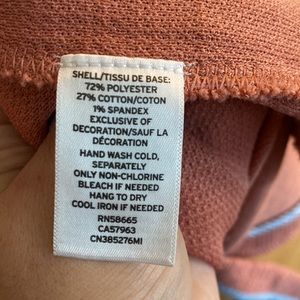 SHELL/TISSU DE BASE:
72% POLYESTER
27% COTTON/COTON
1% SPANDEX
EXCLUSIVE OF
DECORATION/SAUF LA
DÉCORATION
HAND WASH COLD,
SEPARATELY
ONLY NON-CHLORINE
BLEACH IF NEEDED
HANG TO DRY
COOL IRON IF NEEDED
RN58665
CA57963
CN385276MI